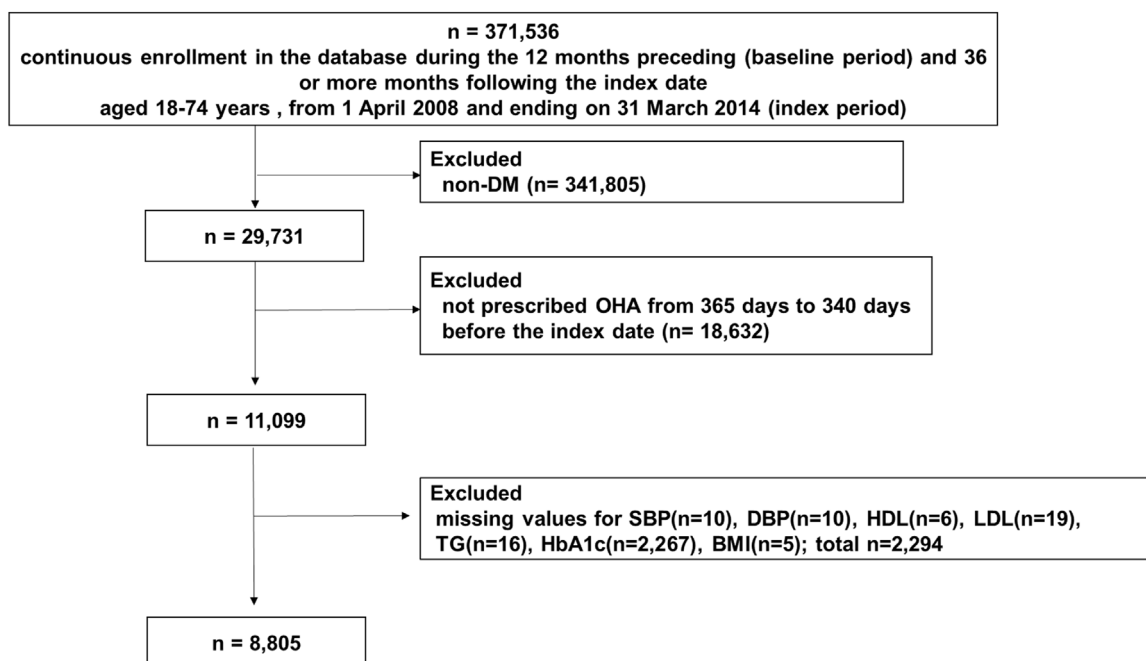 n = 371,536
continuous enrollment in the database during the 12 months preceding (baseline period) and 36
or more months following the index date
aged 18-74 years , from 1 April 2008 and ending on 31 March 2014 (index period)
Excluded
non-DM (n= 341,805)
n = 29,731
Excluded
not prescribed OHA from 365 days to 340 days
before the index date (n= 18,632)
n = 11,099
Excluded
missing values for SBP(n=10), DBP(n=10), HDL(n=6), LDL(n=19),
TG(n=16), HbA1c(n=2,267), BMI(n=5); total n=2,294
n = 8,805